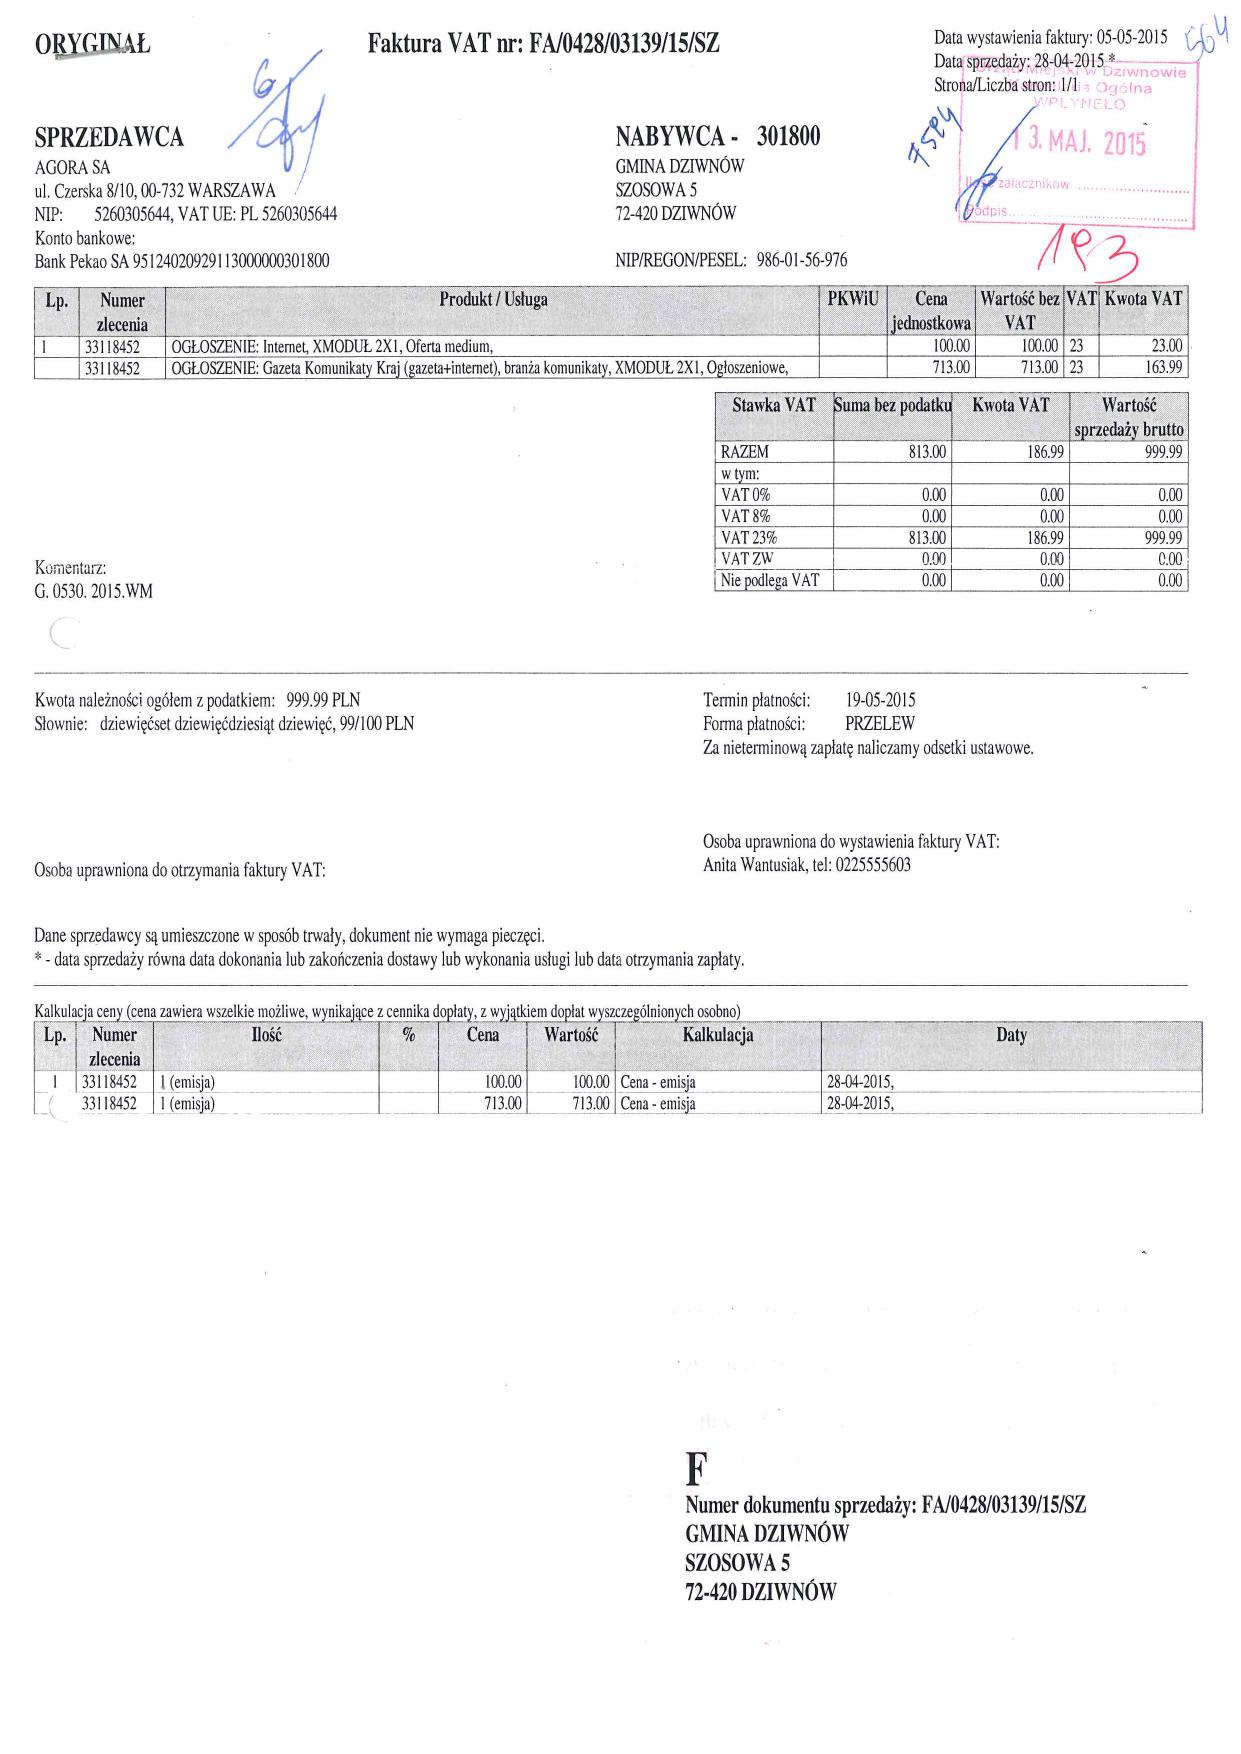 ORYGINAŁ
Faktura VAT nr: FA/0428/03139/15/SZ
Data wystawienia faktury: 05-05-2015
Data sprzedaży: 28-04-2015 *
Strona/Liczba stron: 1/1
564
Urząd Miejski w Dziwnowie
Kancelaria Ogólna
WPŁYNĘŁO
13. MAJ. 2015
Ilość załaczników
Podpis
193
SPRZEDAWCA
AGORA SA
ul. Czerska 8/10, 00-732 WARSZAWA
NIP: 5260305644, VAT UE: PL 5260305644
Konto bankowe:
Bank Pekao SA 95124020929113000000301800
NABYWCA - 301800
GMINA DZIWNÓW
SZOSOWA 5
72-420 DZIWNÓW
NIP/REGON/PESEL: 986-01-56-976
Lp. Numer zlecenia Produkt / Usługa PKWiU Cena jednostkowa Wartość bez VAT VAT Kwota VAT
1 33118452 OGŁOSZENIE: Internet, XMODUŁ 2X1, Oferta medium, 100.00 100.00 23 23.00
33118452 OGŁOSZENIE: Gazeta Komunikaty Kraj (gazeta+internet), branża komunikaty, XMODUŁ 2X1, Ogłoszeniowe, 713.00 713.00 23 163.99
Stawka VAT Suma bez podatku Kwota VAT Wartość sprzedaży brutto
RAZEM 813.00 186.99 999.99
w tym:
VAT 0% 0.00 0.00 0.00
VAT 8% 0.00 0.00 0.00
VAT 23% 813.00 186.99 999.99
VAT ZW 0.00 0.00 0.00
Nie podlega VAT 0.00 0.00 0.00
Komentarz:
G. 0530. 2015.WM
Kwota należności ogółem z podatkiem: 999.99 PLN
Słownie: dziewięćset dziewięćdziesiąt dziewięć, 99/100 PLN
Termin płatności: 19-05-2015
Forma płatności: PRZELEW
Za nieterminową zapłatę naliczamy odsetki ustawowe.
Osoba uprawniona do wystawienia faktury VAT:
Anita Wantusiak, tel: 0225555603
Osoba uprawniona do otrzymania faktury VAT:
Dane sprzedawcy są umieszczone w sposób trwały, dokument nie wymaga pieczęci.
* - data sprzedaży równa data dokonania lub zakończenia dostawy lub wykonania usługi lub data otrzymania zapłaty.
Kalkulacja ceny (cena zawiera wszelkie możliwe, wynikające z cennika dopłaty, z wyjątkiem dopłat wyszczególnionych osobno)
Lp. Numer zlecenia Ilość % Cena Wartość Kalkulacja Daty
1 33118452 1 (emisja) 100.00 100.00 Cena - emisja 28-04-2015,
33118452 1 (emisja) 713.00 713.00 Cena - emisja 28-04-2015,
F
Numer dokumentu sprzedaży: FA/0428/03139/15/SZ
GMINA DZIWNÓW
SZOSOWA 5
72-420 DZIWNÓW